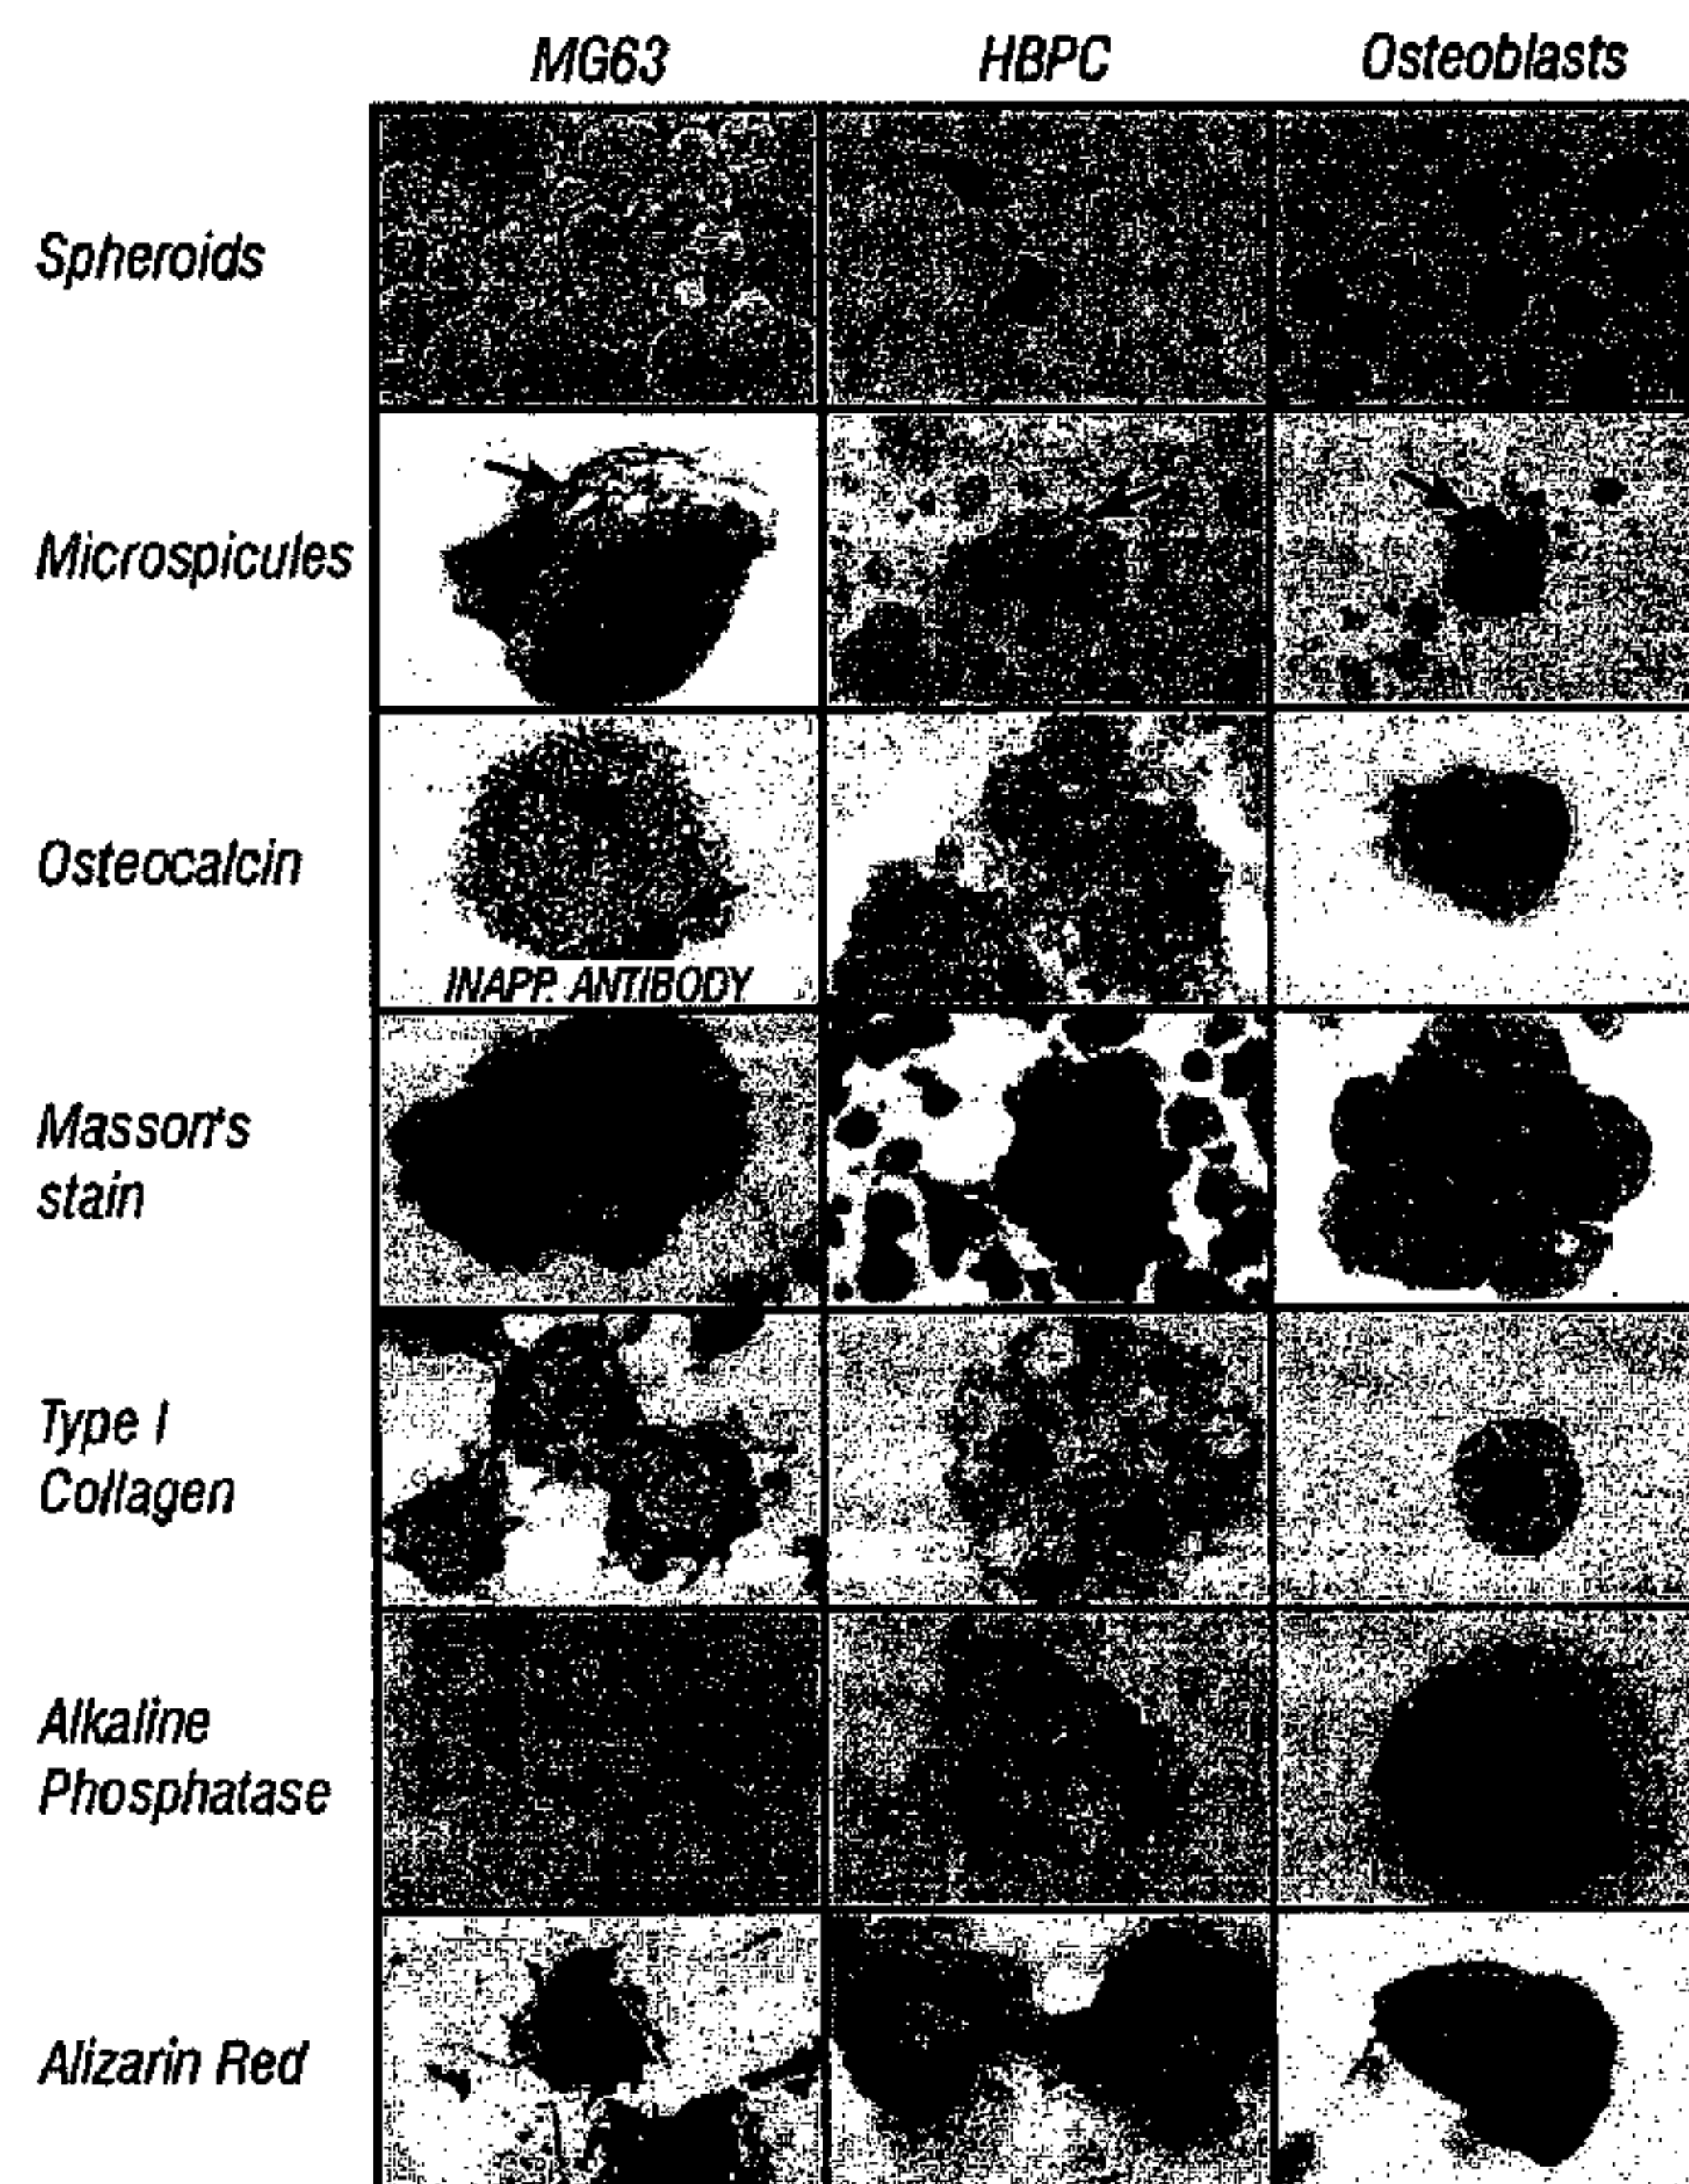 MG63 HBPC Osteoblasts
Spheroids
Microspicules
Osteocalcin
INAPP. ANTIBODY
Masson's
stain
Type I
Collagen
Alkaline
Phosphatase
Alizarin Red